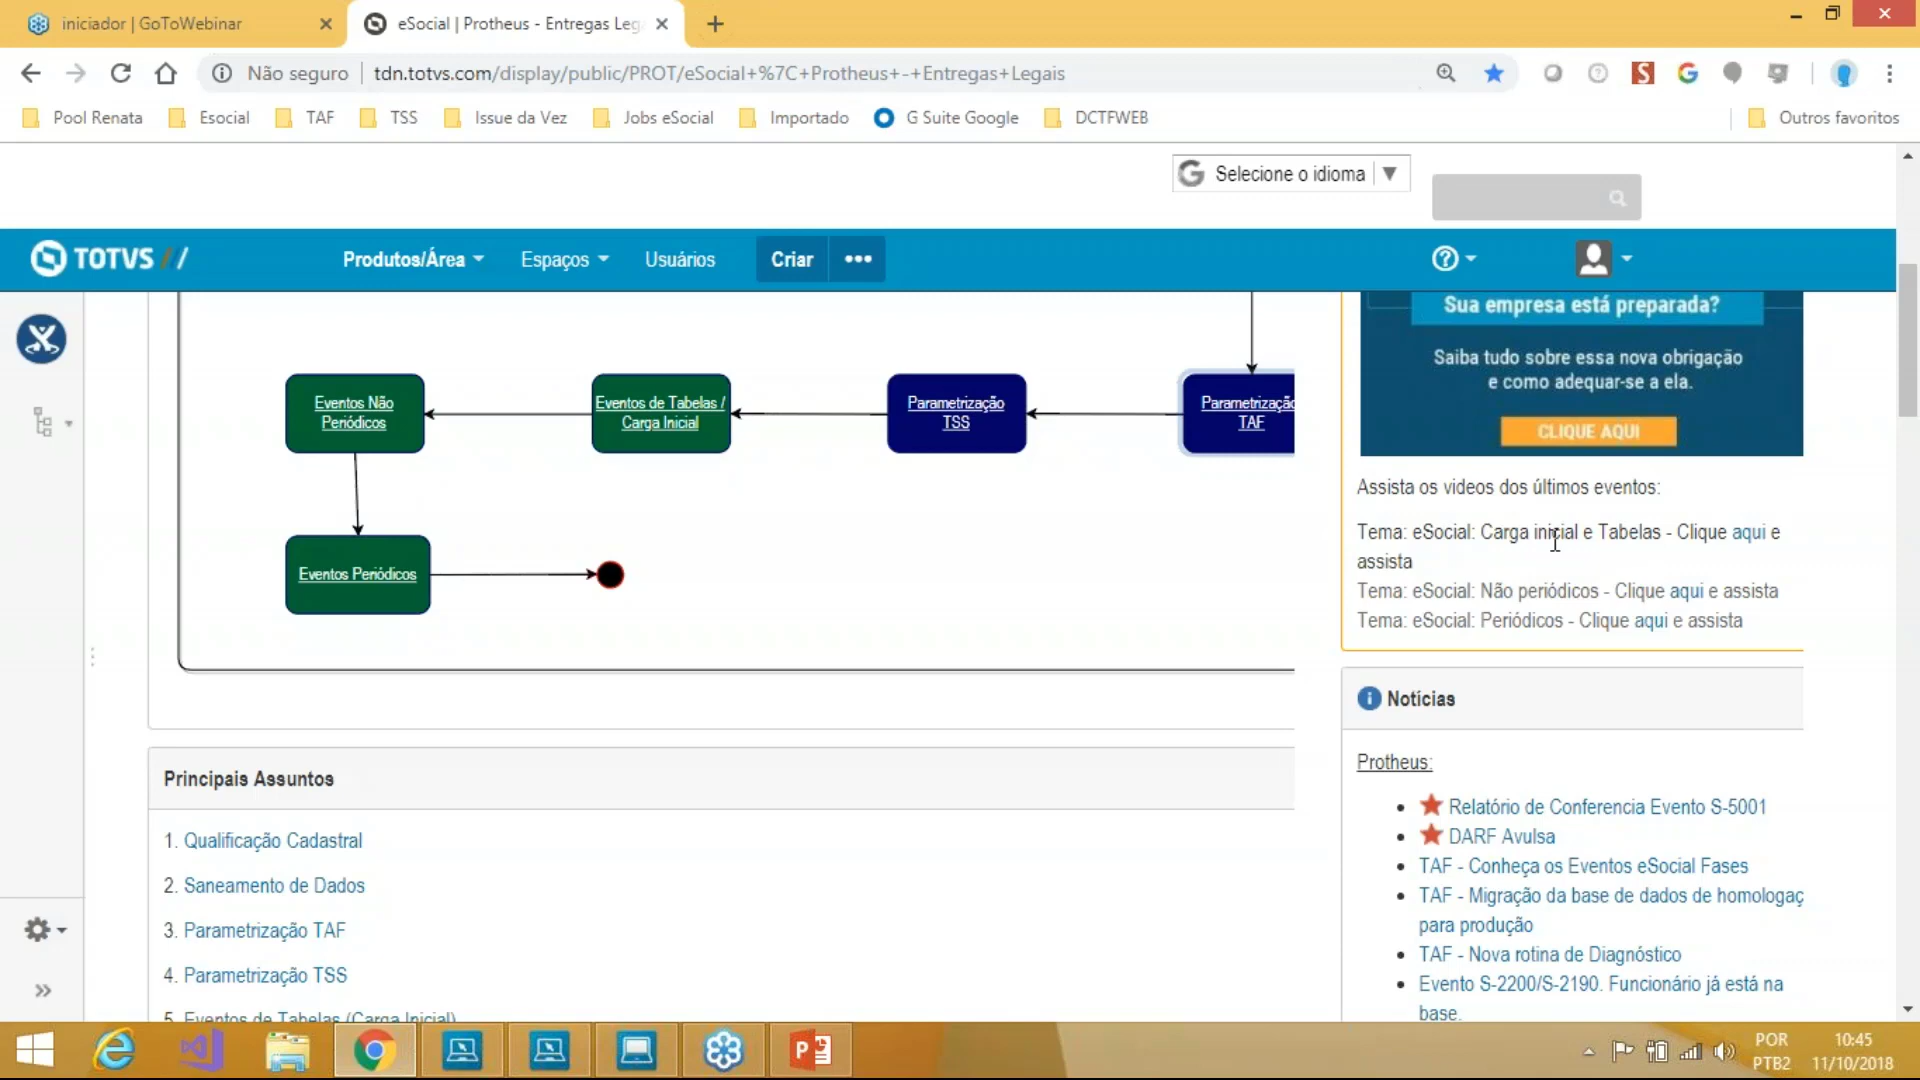 iniciador | GoToWebinar
eSocial | Protheus - Entregas Leg
Não seguro
tdn.totvs.com/display/public/PROT/eSocial+%7C+Protheus+-+Entregas+Legais
Pool Renata
Esocial
TAF
TSS
Issue da Vez
Jobs eSocial
Importado
G Suite Google
DCTFWEB
Outros favoritos
Selecione o idioma
TOTVS
Produtos/Área
Espaços
Usuários
Criar
Eventos Não
Periódicos
Eventos de Tabelas /
Carga Inicial
Parametrização
TSS
Parametrização
TAF
Eventos Periódicos
Sua empresa está preparada?
Saiba tudo sobre essa nova obrigação
e como adequar-se a ela.
CLIQUE AQUI
Assista os videos dos últimos eventos:
Tema: eSocial: Carga inicial e Tabelas - Clique aqui e
assista
Tema: eSocial: Não periódicos - Clique aqui e assista
Tema: eSocial: Periódicos - Clique aqui e assista
Principais Assuntos
1. Qualificação Cadastral
2. Saneamento de Dados
3. Parametrização TAF
4. Parametrização TSS
5. Eventos de Tabelas (Carga Inicial)
Notícias
Protheus:
Relatório de Conferencia Evento S-5001
DARF Avulsa
TAF - Conheça os Eventos eSocial Fases
TAF - Migração da base de dados de homologaç
para produção
TAF - Nova rotina de Diagnóstico
Evento S-2200/S-2190. Funcionário já está na
base.
POR
PTB2
10:45
11/10/2018